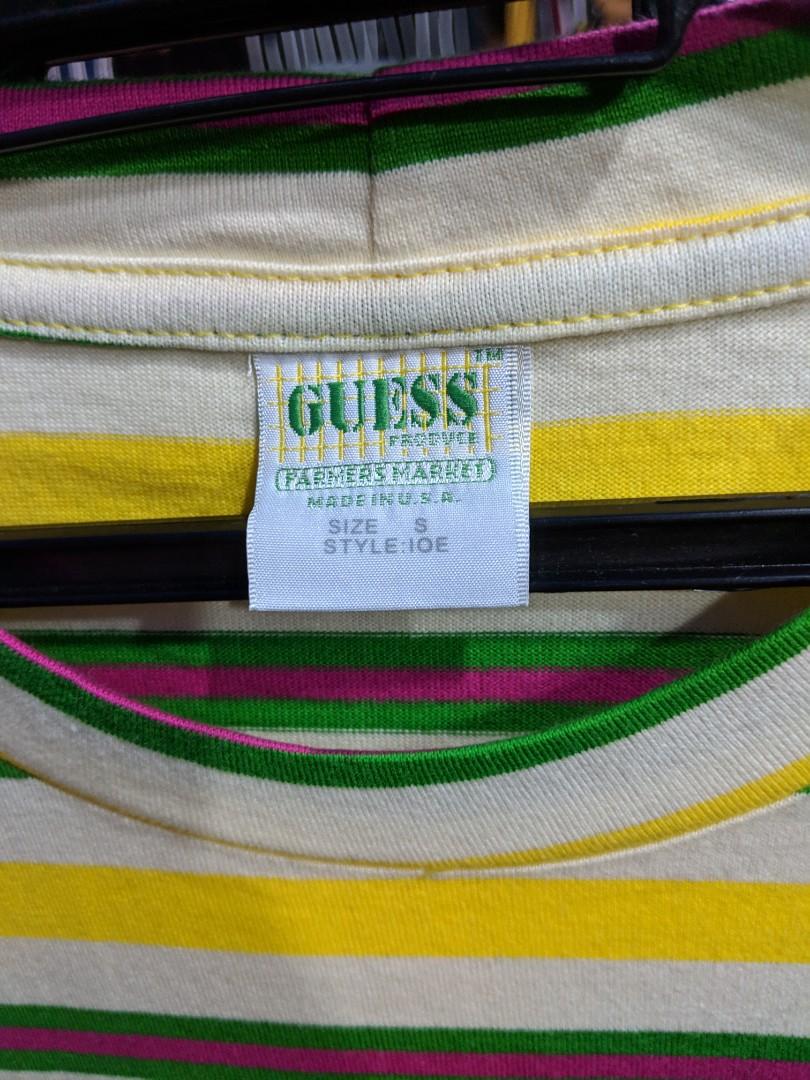 TM
GUESS
PRODUCE
FARMERS MARKET
MADE IN U.S.A.
SIZE S
STYLE:IOE